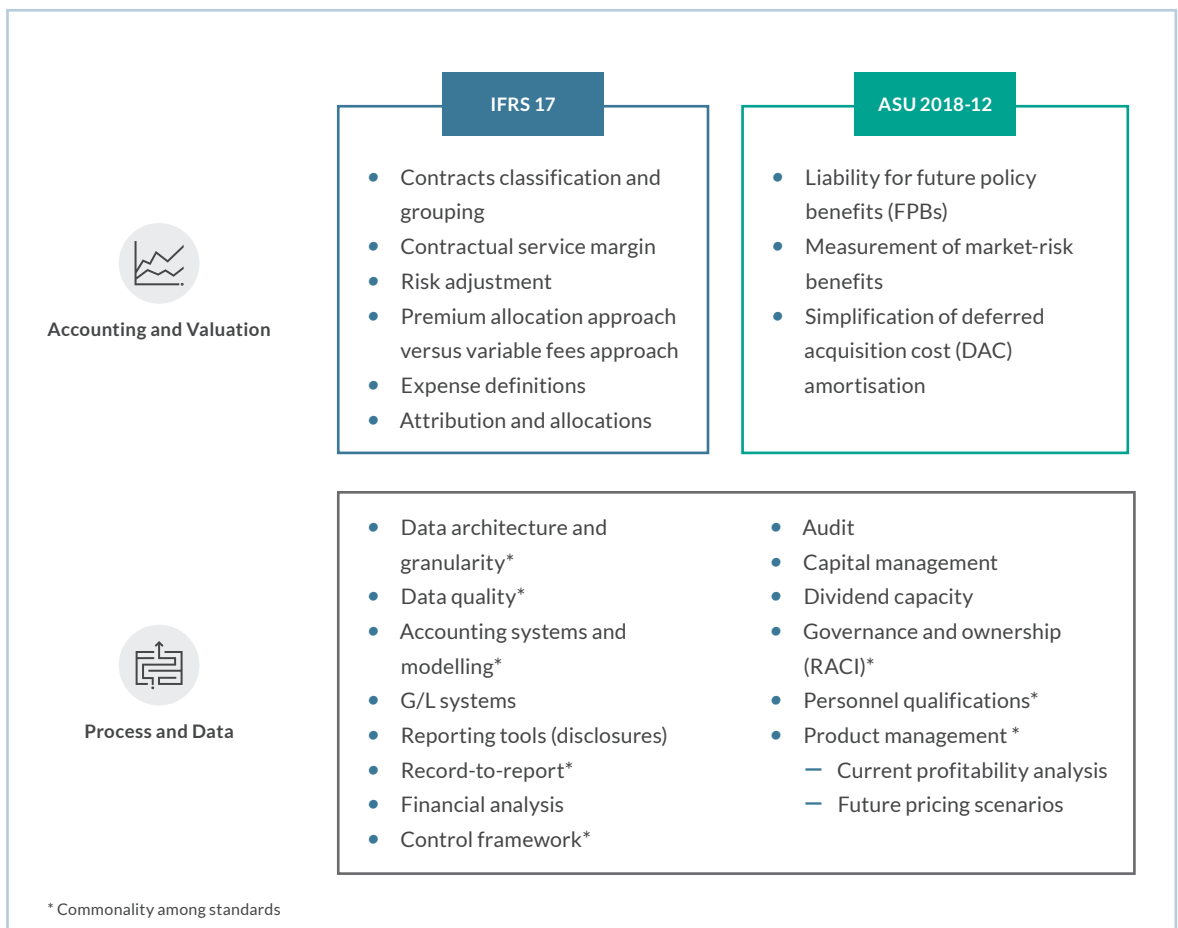 IFRS 17
Contracts classification and
grouping
Contractual service margin
Risk adjustment
Premium allocation approach
versus variable fees approach
Expense definitions
Attribution and allocations
ASU 2018-12
Liability for future policy
benefits (FPBs)
Measurement of market-risk
benefits
Simplification of deferred
acquisition cost (DAC)
amortisation
Accounting and Valuation
Data architecture and
granularity*
Data quality*
Accounting systems and
modelling*
G/L systems
Reporting tools (disclosures)
Record-to-report*
Financial analysis
Control framework*
Audit
Capital management
Dividend capacity
Governance and ownership
(RACI)*
Personnel qualifications*
Product management *
– Current profitability analysis
– Future pricing scenarios
Process and Data
* Commonality among standards